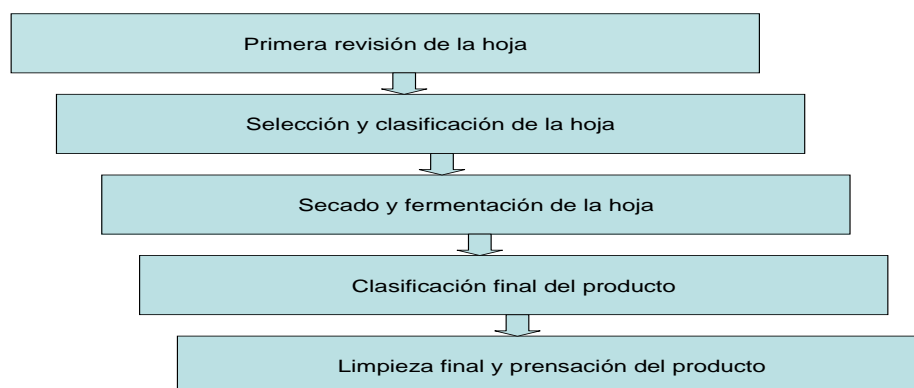 Primera revisión de la hoja
Selección y clasificación de la hoja
Secado y fermentación de la hoja
Clasificación final del producto
Limpieza final y prensación del producto